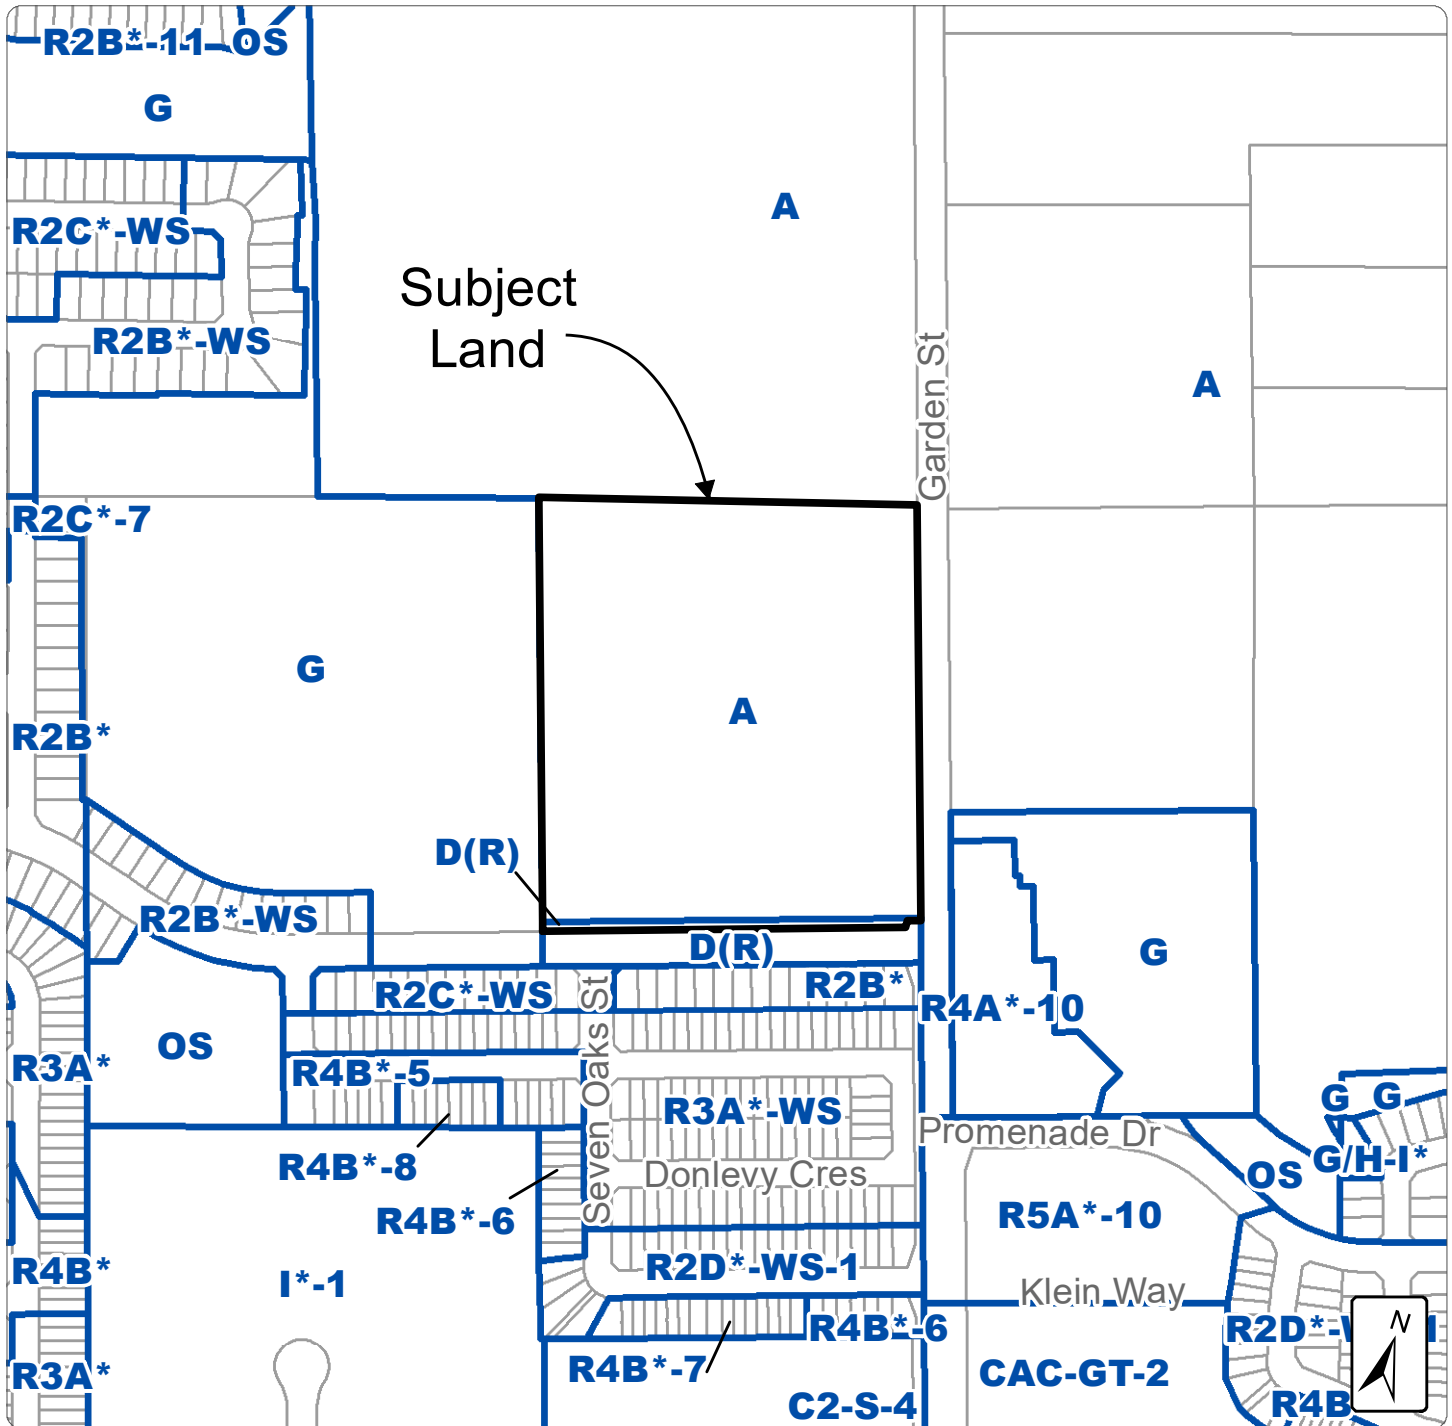 R2B*-11
OS
G
A
R2C*-WS
Subject
Land
R2B*-WS
Garden St
A
R2C*-7
G
A
R2B*
D(R)
R2B*-WS
D(R)
R2C*-WS
R2B*
G
R4A*-10
OS
Seven Oaks St
R3A*
R4B*-5
R3A*-WS
G
G
Promenade Dr
R4B*-8
Donlevy Cres
G/H-I*
OS
R4B*-6
R5A*-10
R4B*
I*-1
R2D*-WS-1
Klein Way
R4B*-6
N
R3A*
R4B*-7
CAC-GT-2
C2-S-4
R4B